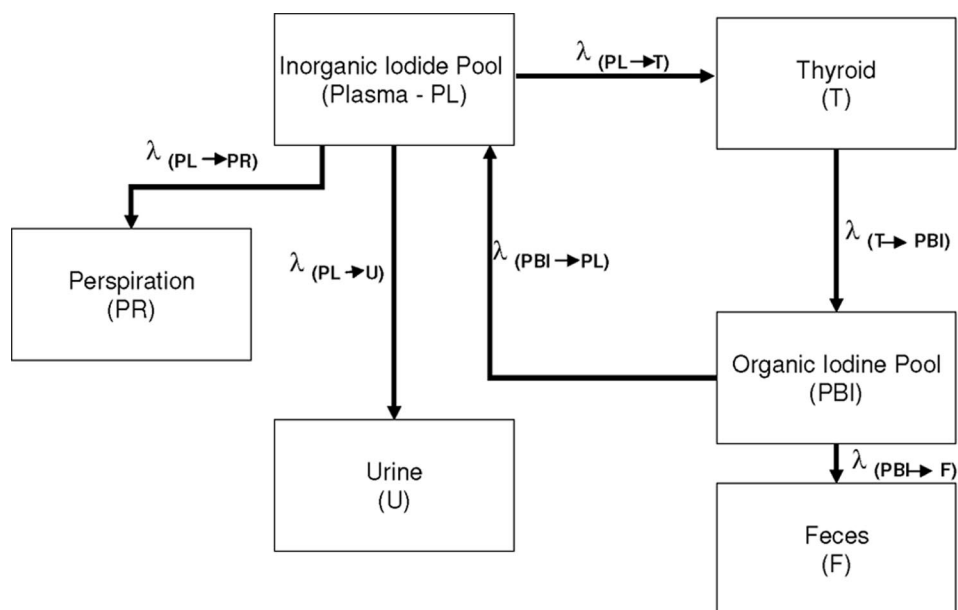 Inorganic Iodide Pool
(Plasma - PL)
λ (PL→T)
Thyroid
(T)
λ (PL→PR)
λ (PL→U)
λ (PBI→PL)
λ (T→ PBI)
Perspiration
(PR)
Organic Iodine Pool
(PBI)
Urine
(U)
λ (PBI→ F)
Feces
(F)